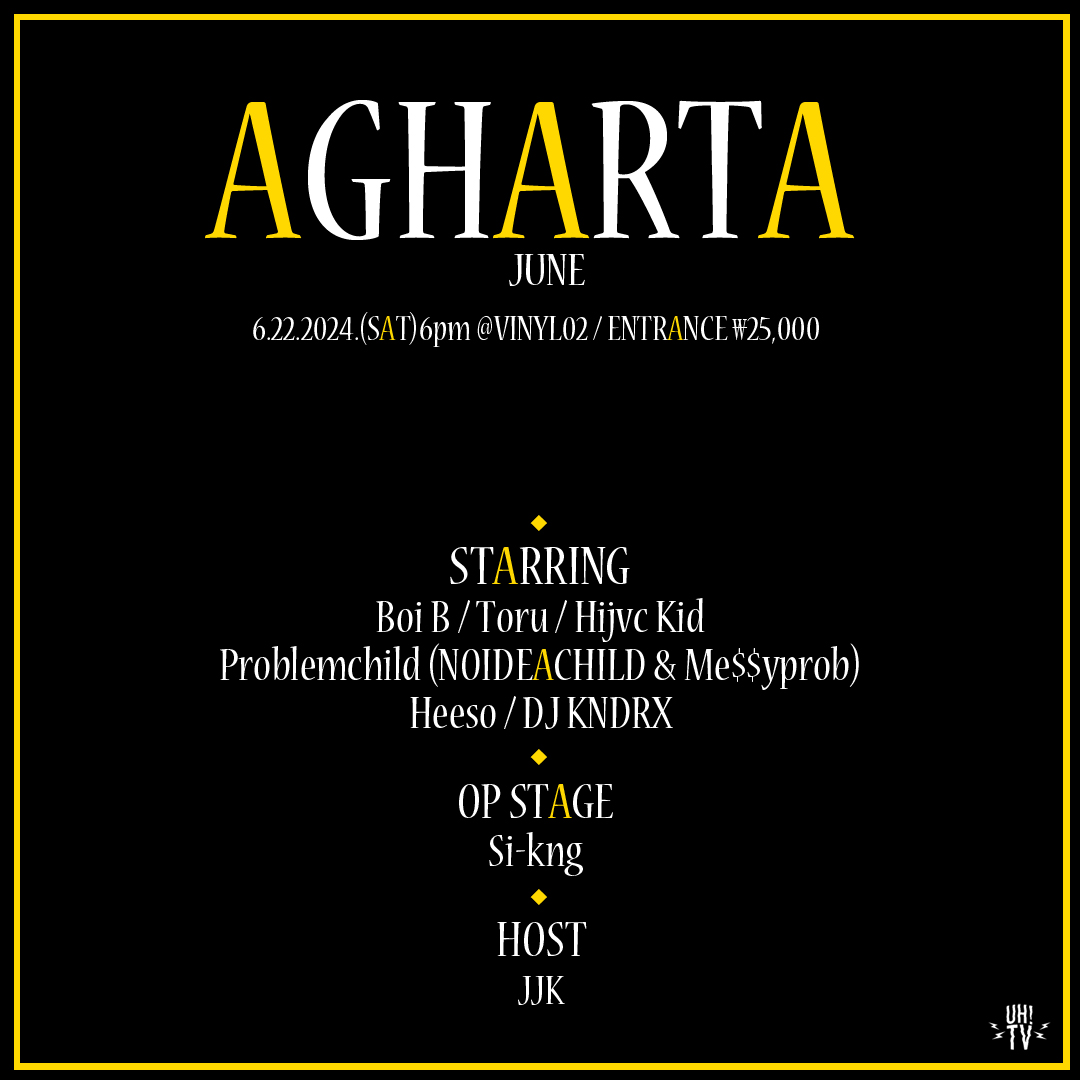 AGHARTA
JUNE
6.22.2024.(SAT)6pm @VINYL02 / ENTRANCE ₩25,000
STARRING
Boi B / Toru / Hijvc Kid
Problemchild (NOIDEACHILD & Me$$yprob)
Heeso / DJ KNDRX
OP STAGE
Si-kng
HOST
JJK
UH!
TV